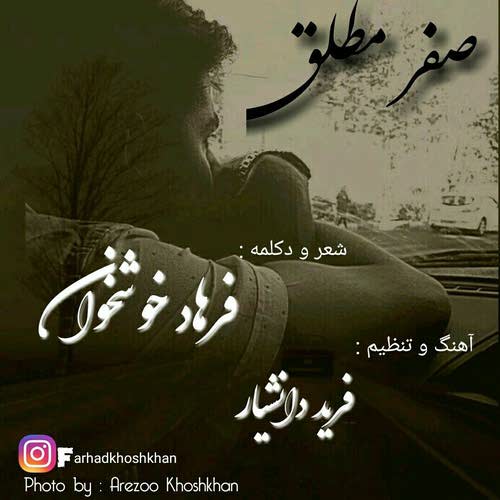 صفر مطلق
شعر و دکلمه :
فرهاد خوشخوان
آهنگ و تنظیم :
فرید دانشیار
Farhadkhoshkhan
Photo by : Arezoo Khoshkhan